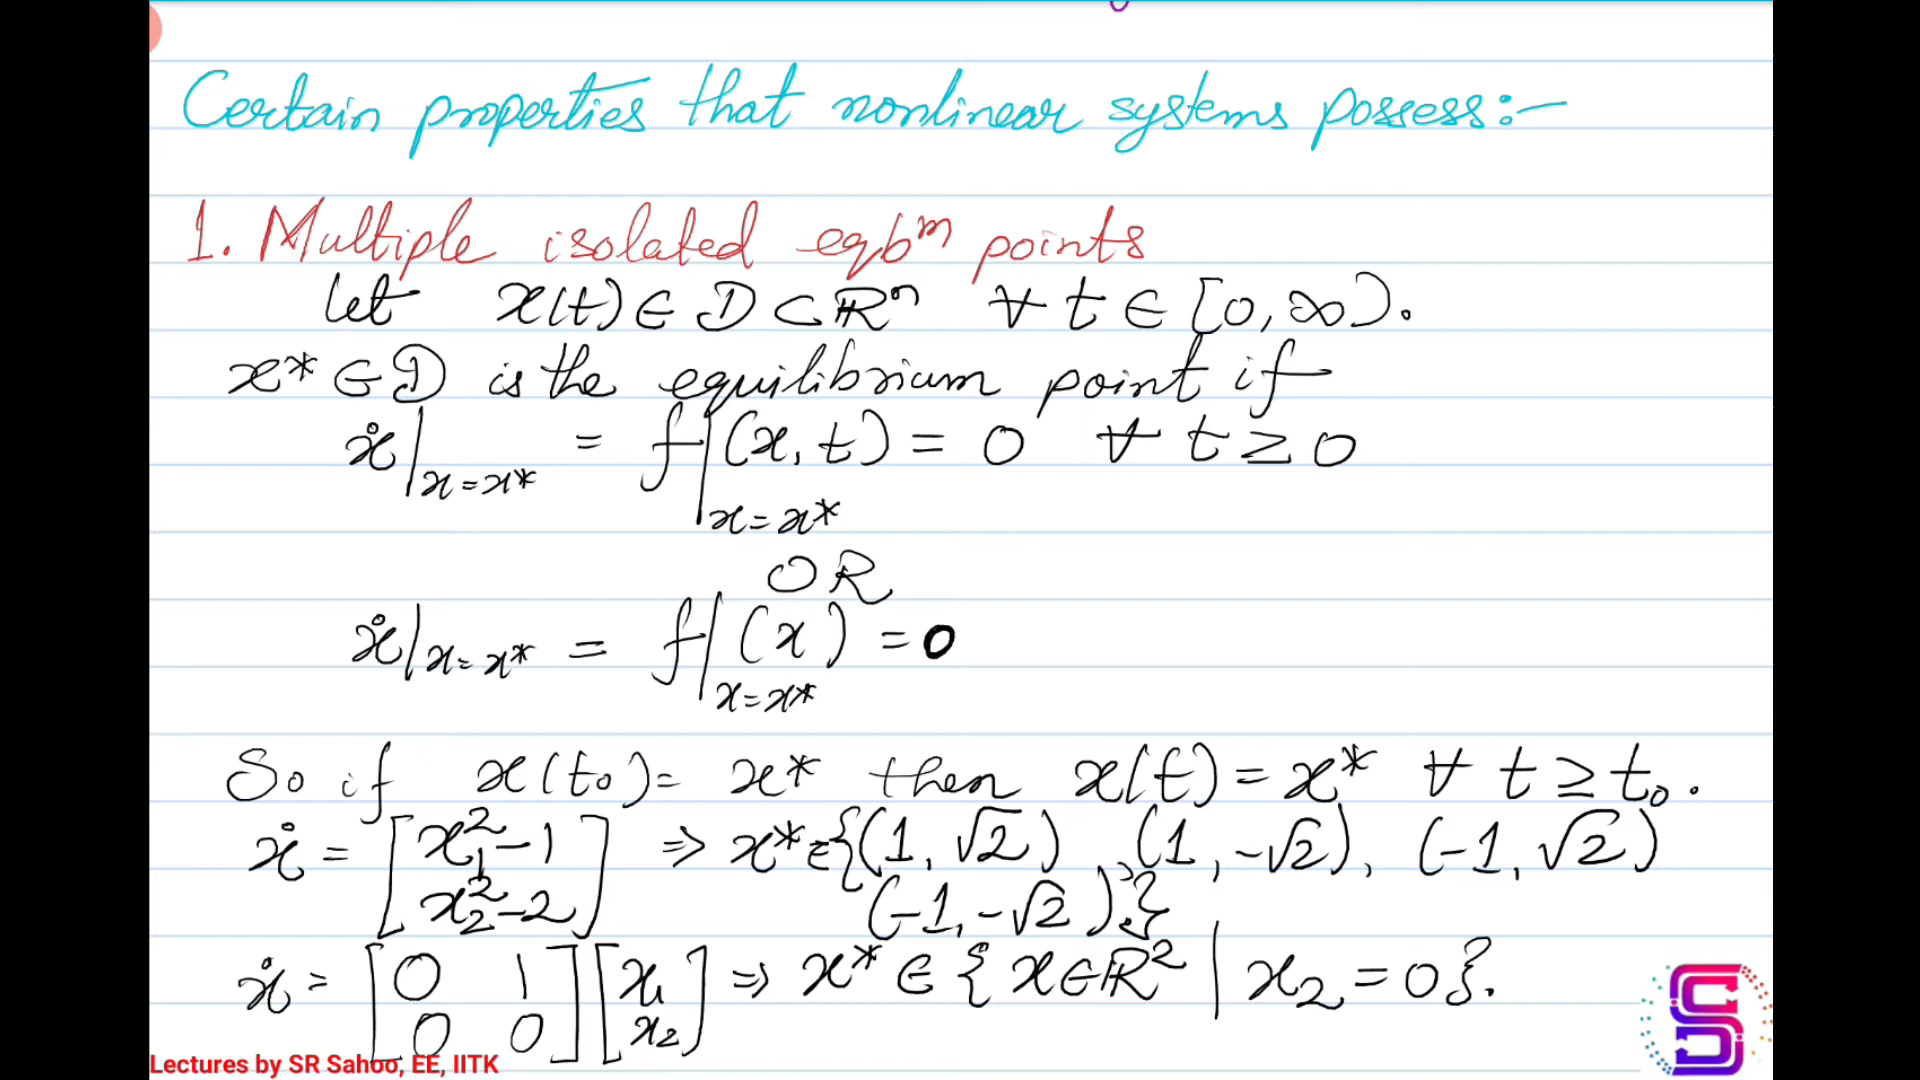 Certain properties that nonlinear systems possess:-
1. Multiple isolated eqbᵐ points
Let x(t) ∈ D ⊂ ℝⁿ ∀ t ∈ [0, ∞).
x* ∈ D is the equilibrium point if
ẋ|ₓ₌ₓ* = f|(x, t) = 0 ∀ t ≥ 0
x = x*
OR
ẋ|ₓ₌ₓ* = f|(x) = 0
x = x*
So if x(t₀) = x* then x(t) = x* ∀ t ≥ t₀.
ẋ = [x₁² - 1 ⇒ x* ∈ {(1, √2), (1, -√2), (-1, √2)
x₂² - 2] (-1, -√2).}
ẋ = [0 1 [x₁ ⇒ x* ∈ {x ∈ ℝ² | x₂ = 0}.
0 0] x₂]
Lectures by SR Sahoo, EE, IITK